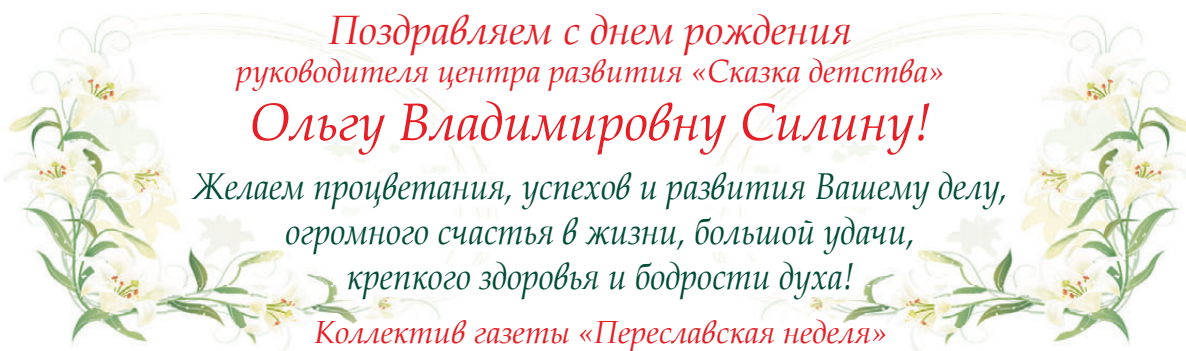 Поздравляем с днем рождения
руководителя центра развития «Сказка детства»
Ольгу Владимировну Силину!
Желаем процветания, успехов и развития Вашему делу,
огромного счастья в жизни, большой удачи,
крепкого здоровья и бодрости духа!
Коллектив газеты «Переславская неделя»